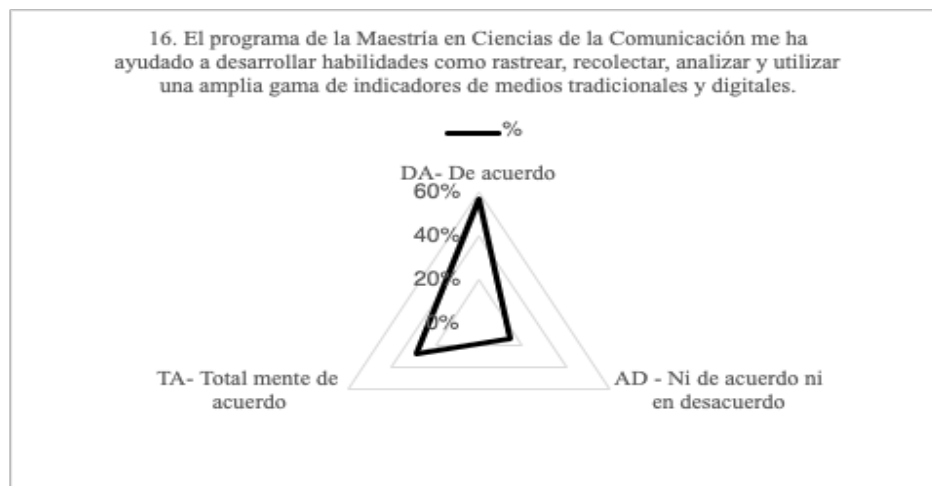 16. El programa de la Maestría en Ciencias de la Comunicación me ha
ayudado a desarrollar habilidades como rastrear, recolectar, analizar y utilizar
una amplia gama de indicadores de medios tradicionales y digitales.
%
DA- De acuerdo
60%
40%
20%
0%
TA- Total mente de
acuerdo
AD - Ni de acuerdo ni
en desacuerdo